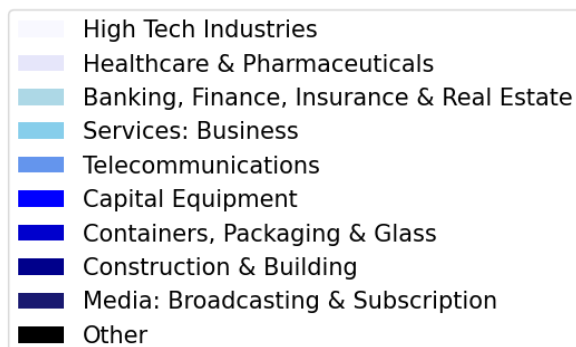 High Tech Industries
Healthcare & Pharmaceuticals
Banking, Finance, Insurance & Real Estate
Services: Business
Telecommunications
Capital Equipment
Containers, Packaging & Glass
Construction & Building
Media: Broadcasting & Subscription
Other